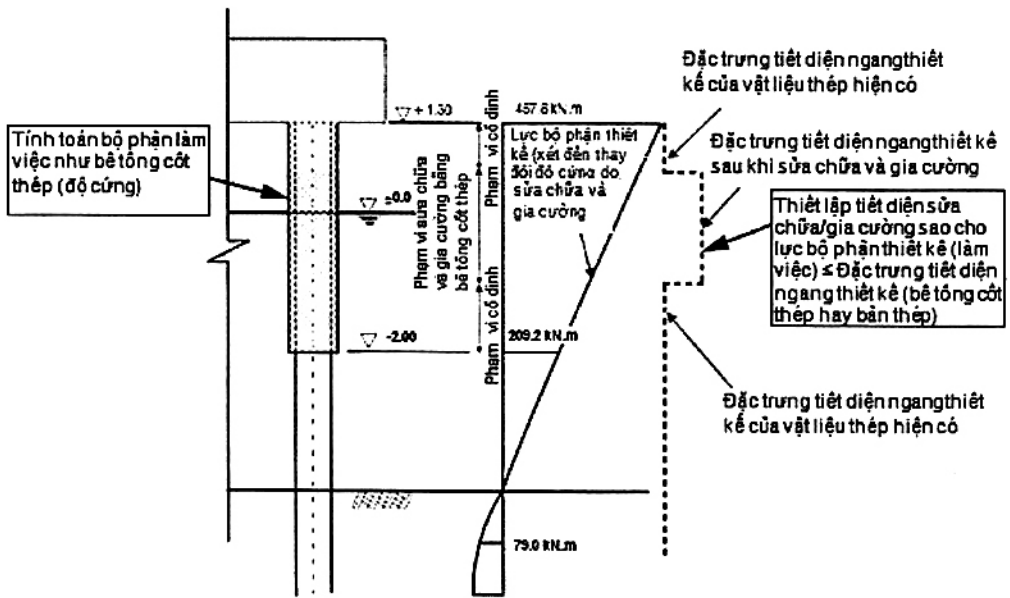 Tính toán bộ phận làm
việc như bê tông cốt
thép (độ cứng)
+ 1.30
±0.0
-2.00
Phạm vi sửa chữa
và gia cường bằng
bê tông cốt thép
Phạm vi cố định
Phạm vi cố định
457.8 kN.m
Lực bộ phận thiết
kế (xét đến thay
đổi độ cứng do
sửa chữa và
gia cường
209.2 kN.m
79.0 kN.m
Đặc trưng tiết diện ngangthiết
kế của vật liệu thép hiện có
Đặc trưng tiết diện ngangthiết kế
sau khi sửa chữa và gia cường
Thiết lập tiết diện sửa
chữa/gia cường sao cho
lực bộ phận thiết kế (làm
việc) ≤ Đặc trưng tiết diện
ngang thiết kế (bê tông cốt
thép hay bản thép)
Đặc trưng tiết diện ngangthiết
kế của vật liệu thép hiện có